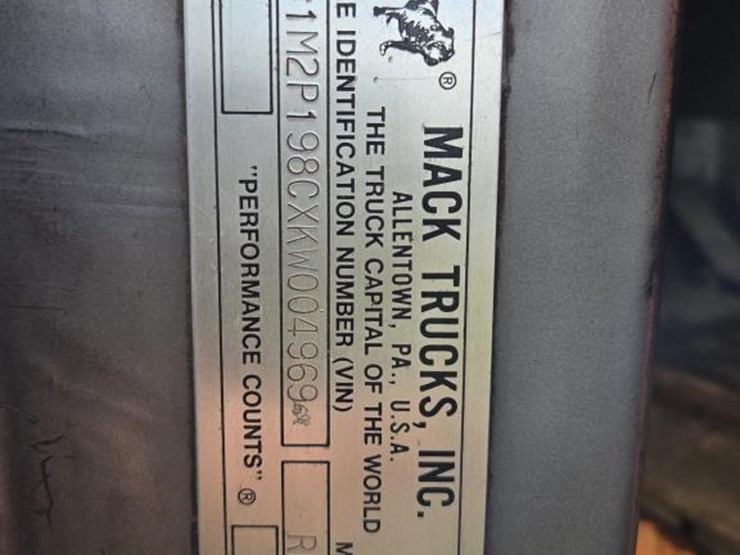 ® MACK TRUCKS, INC.
ALLENTOWN, PA., U.S.A.
THE TRUCK CAPITAL OF THE WORLD
E IDENTIFICATION NUMBER (VIN) M
1M2P198CXKW004969 R
"PERFORMANCE COUNTS" ®